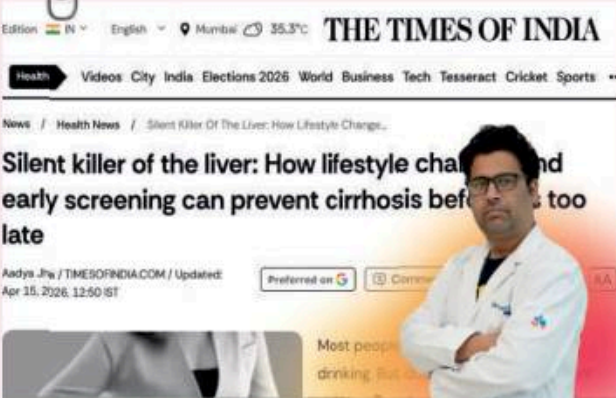 Edition IN English Mumbai 35.3°C THE TIMES OF INDIA
Health Videos City India Elections 2026 World Business Tech Tesseract Cricket Sports
News / Health News / Silent Killer Of The Liver: How Lifestyle Change...
Silent killer of the liver: How lifestyle cha nd
early screening can prevent cirrhosis bef too
late
Aadya Jha / TIMESOFINDIA.COM / Updated:
Apr 15, 2026, 12:50 IST
Preferred on G
Comme
AA
Most peop
drinking. But